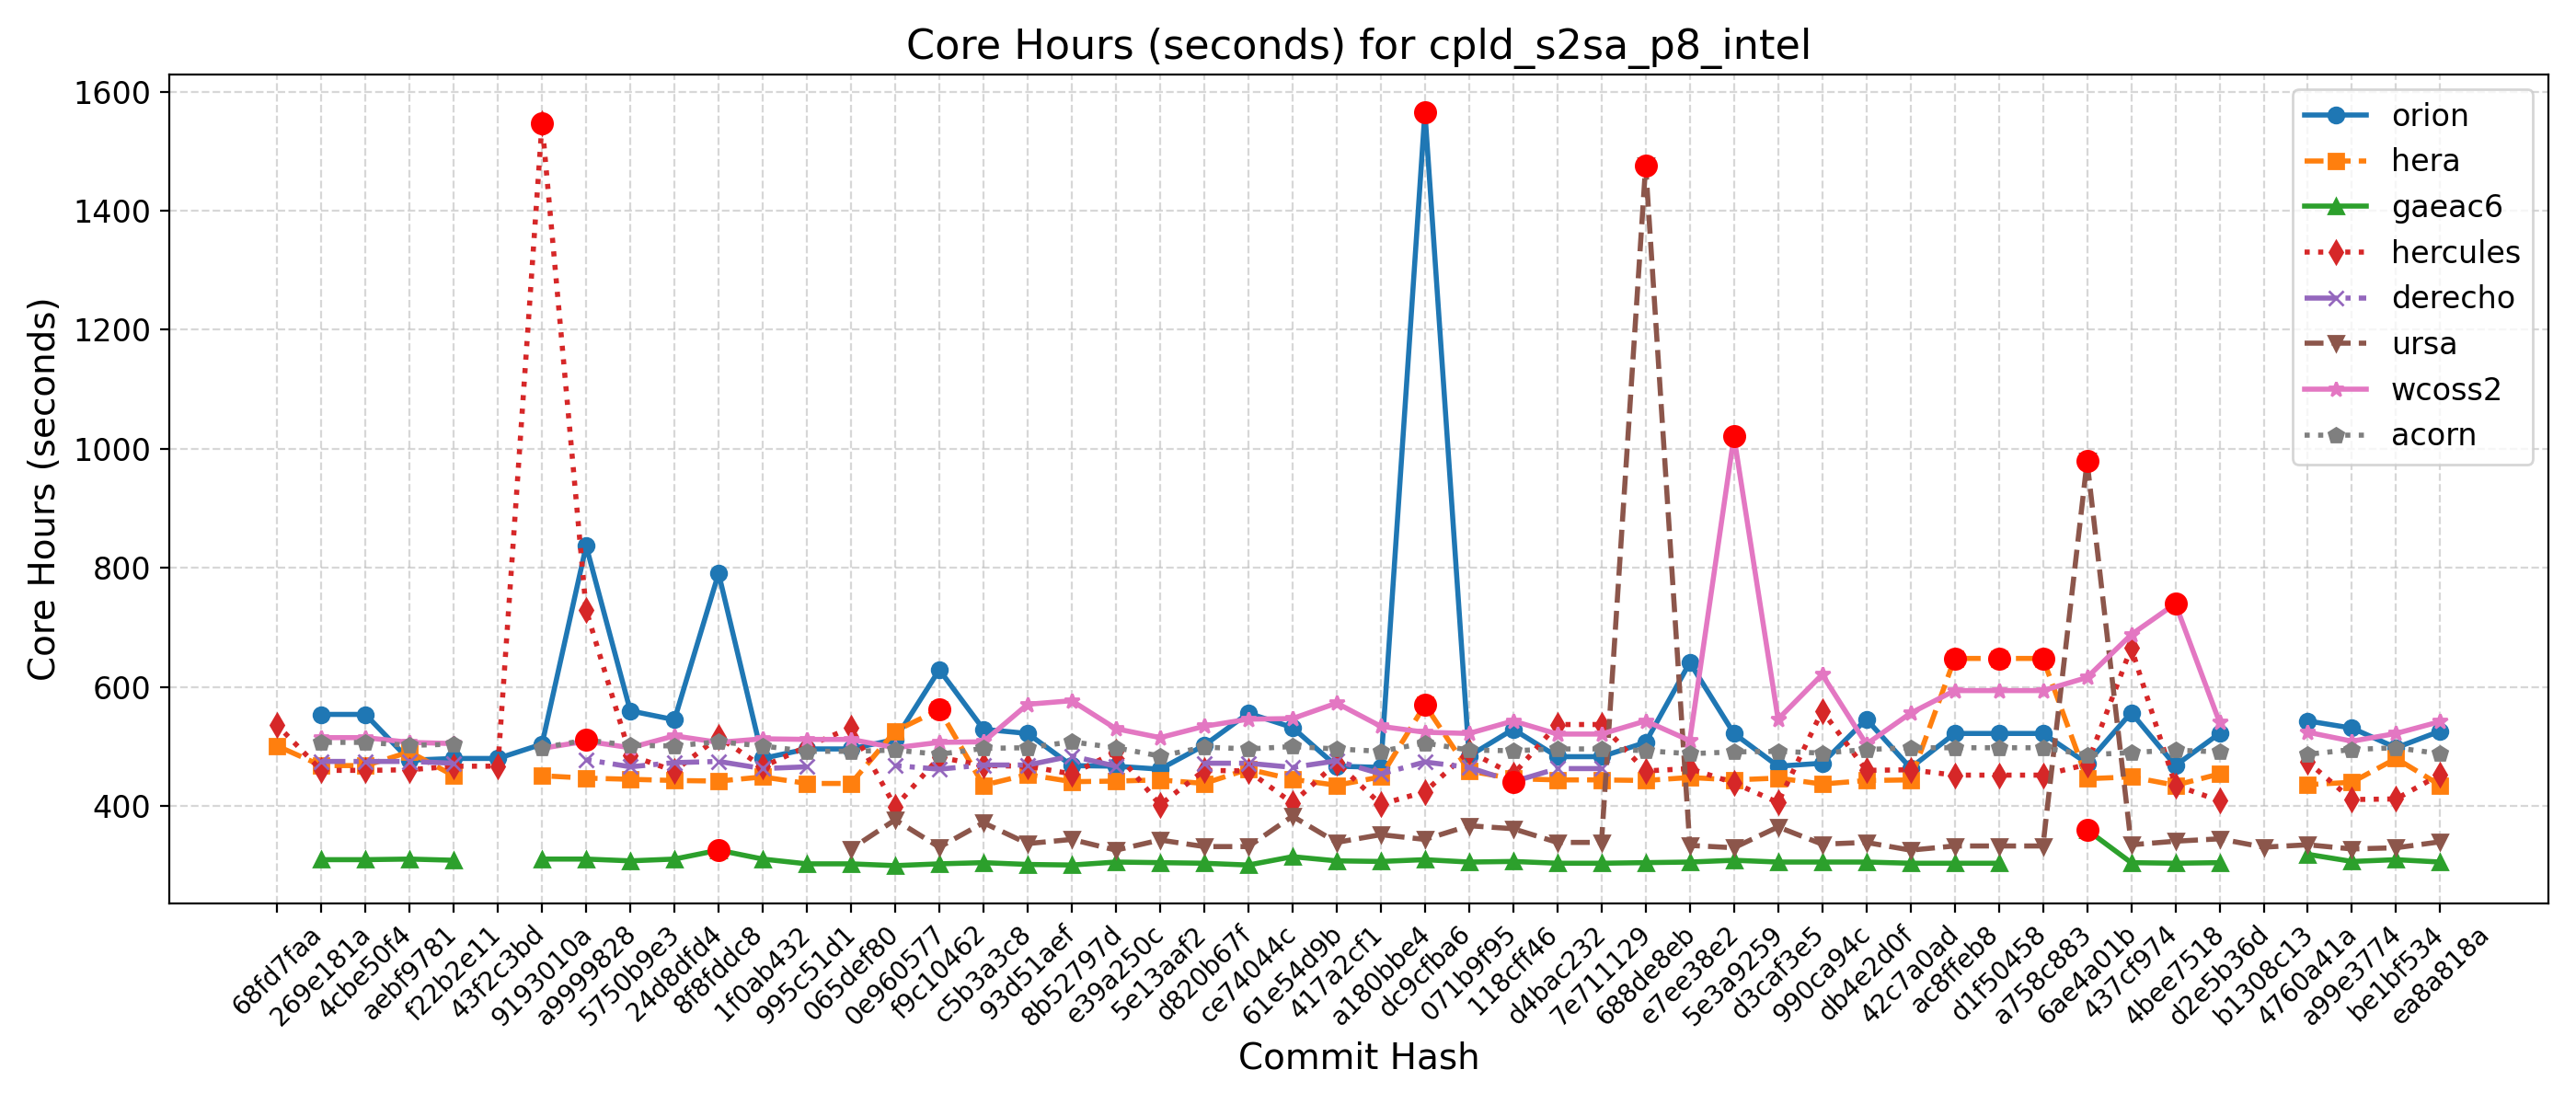 Core Hours (seconds) for cpld_s2sa_p8_intel
Core Hours (seconds)
1600
1400
1200
1000
800
600
400
orion
hera
gaeac6
hercules
derecho
ursa
wcoss2
acorn
68fd7faa
269e181a
4cbe50f4
aebf9781
f22b2e11
43f2c3bd
9193010a
a9999828
5750b9e3
24d8dfd4
8f8fddc8
1f0ab432
995c51d1
065def80
0e960577
f9c10462
c5b3a3c8
93d51aef
8b52797d
e39a250c
5e13aaf2
d820b67f
ce74044c
61e54d9b
417a2cf1
a180bbe4
dc9cfba6
071b9f95
118cff46
d4bac232
7e711129
688de8eb
e7ee38e2
5e3a9259
d3caf3e5
990ca94c
db4e2d0f
42c7a0ad
ac8ffeb8
d1f50458
a758c883
6ae4a01b
437cf974
4bee7518
d2e5b36d
b1308c13
4760a41a
a99e3774
be1bf534
ea8a818a
Commit Hash